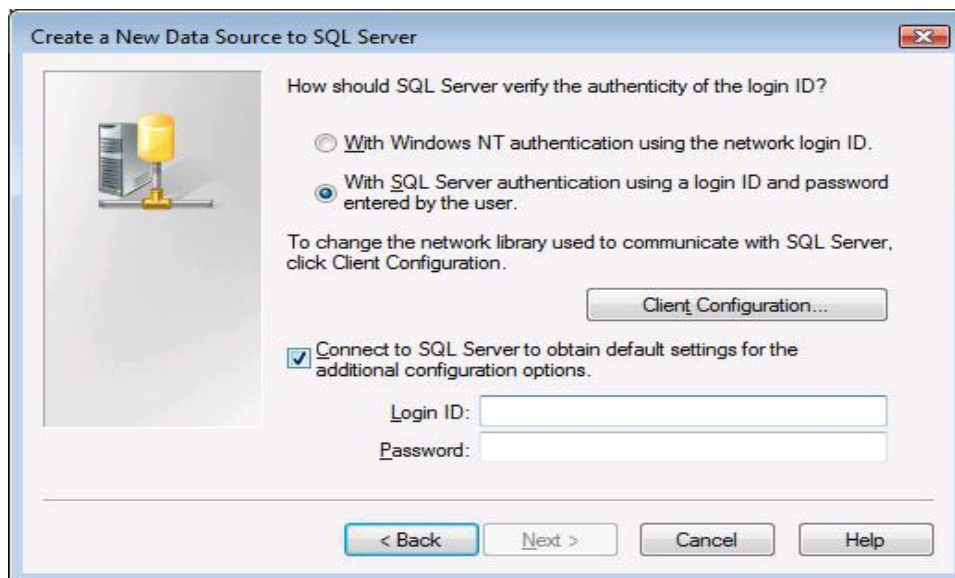 Create a New Data Source to SQL Server
How should SQL Server verify the authenticity of the login ID?
With Windows NT authentication using the network login ID.
With SQL Server authentication using a login ID and password
entered by the user.
To change the network library used to communicate with SQL Server,
click Client Configuration.
Client Configuration...
Connect to SQL Server to obtain default settings for the
additional configuration options.
Login ID:
Password:
< Back Next > Cancel Help